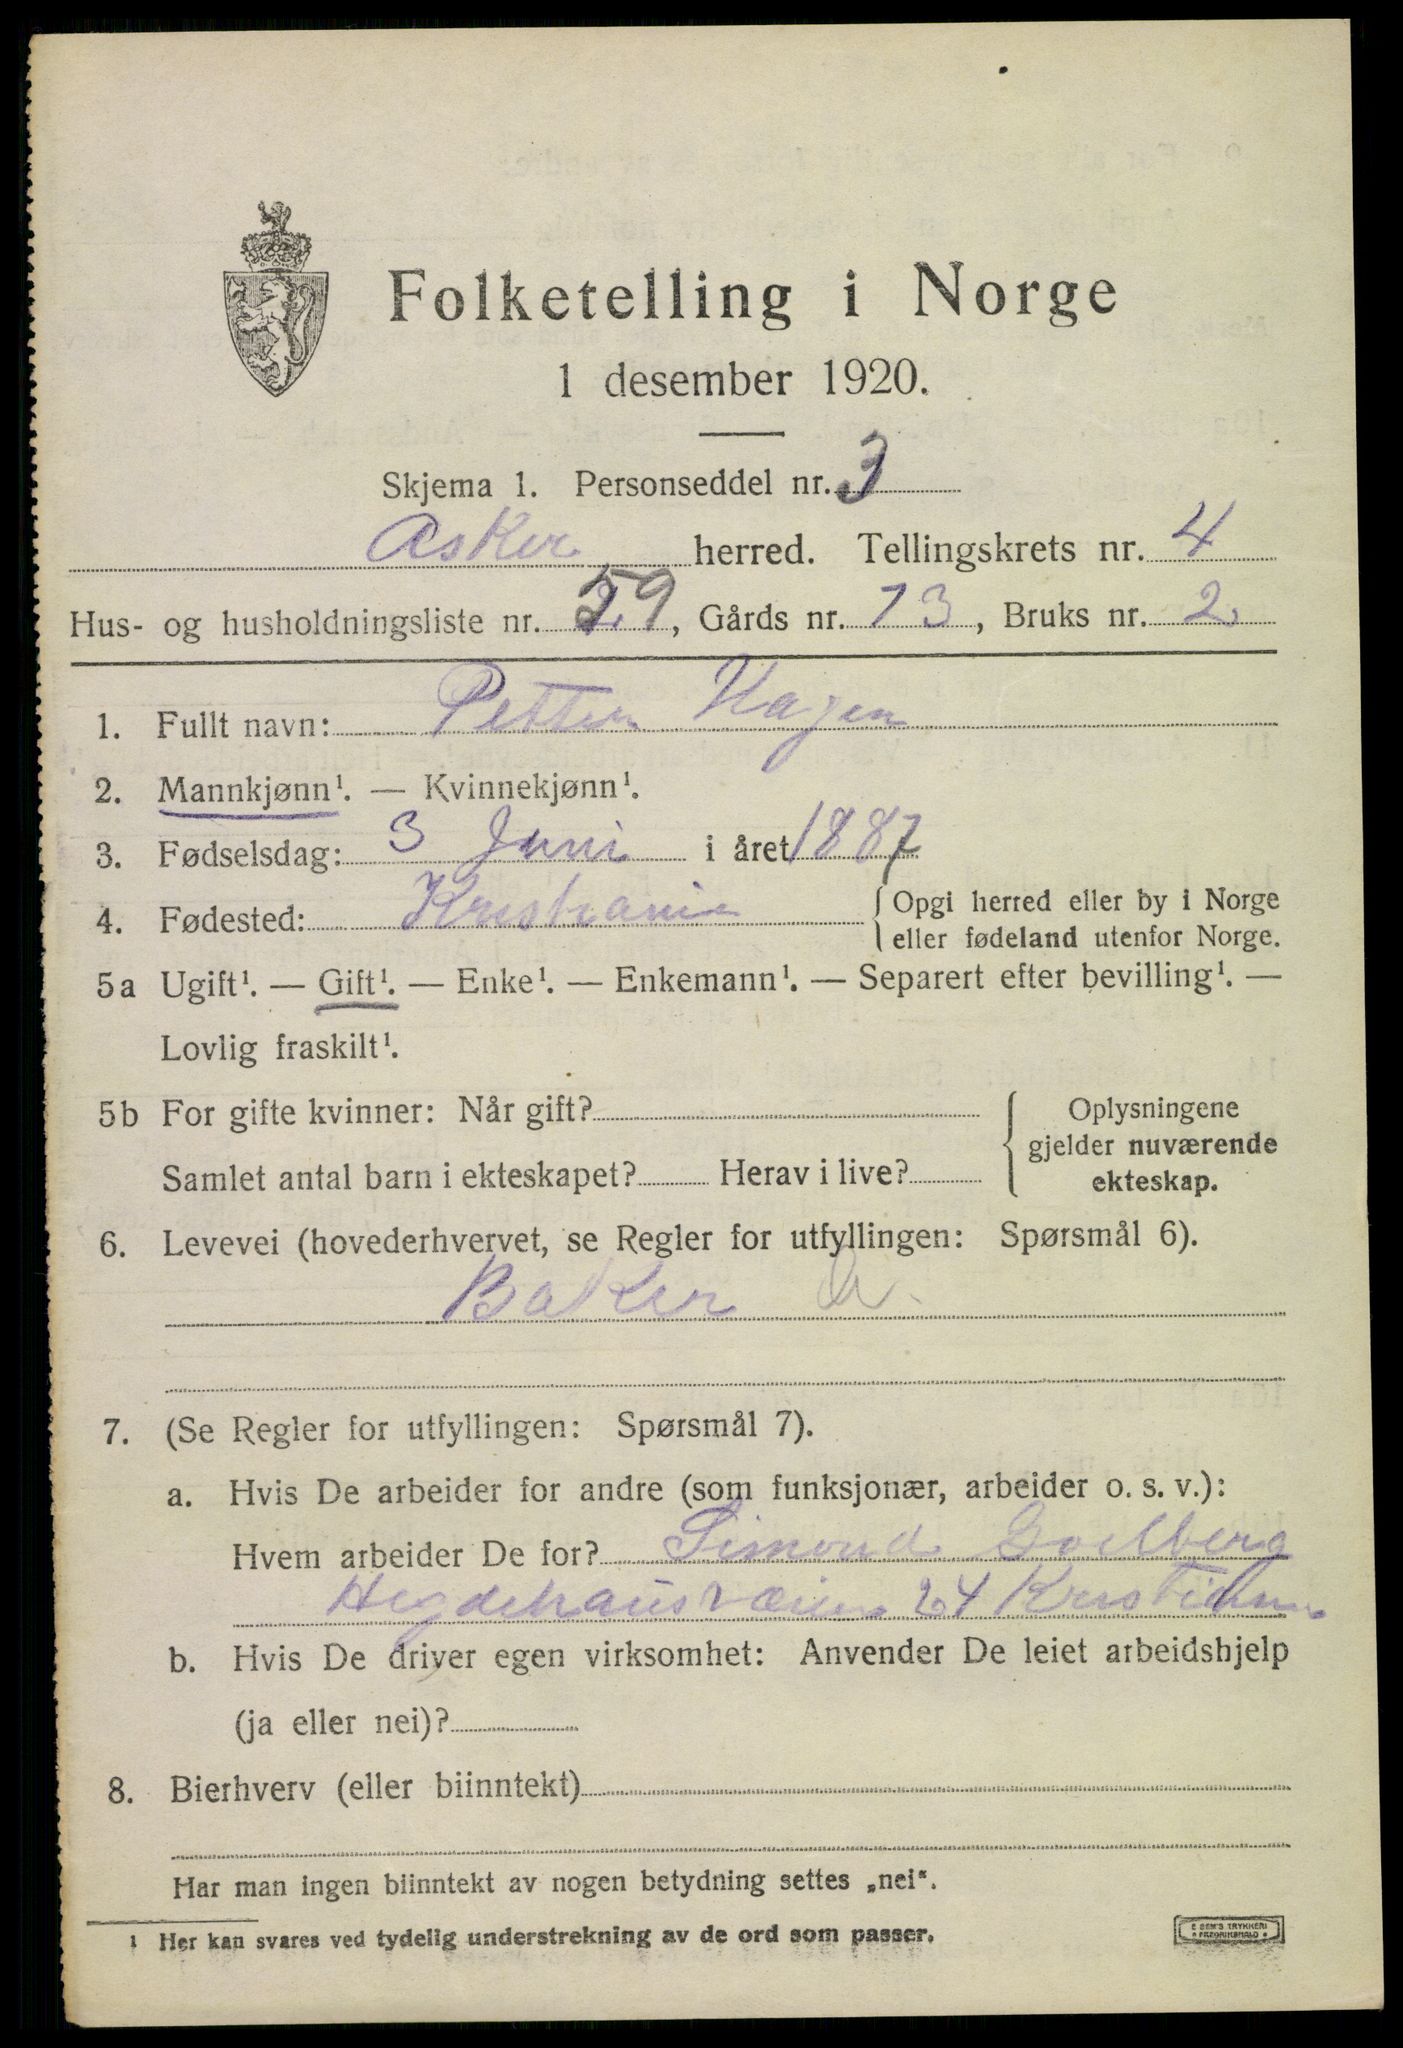 Folketelling i Norge
1 desember 1920.
Skjema 1. Personseddel nr. 3
Asker herred. Tellingskrets nr. 4
Hus- og husholdningsliste nr. 59, Gårds nr. 13, Bruks nr. 2
1. Fullt navn: Petter Hagen
2. Mannkjønn¹. — Kvinnekjønn¹.
3. Fødselsdag: 3 Juni i året 1887
4. Fødested: Kristiania {Opgi herred eller by i Norge
eller fødeland utenfor Norge.
5a Ugift¹. — Gift¹. — Enke¹. — Enkemann¹. — Separert efter bevilling¹. —
Lovlig fraskilt¹.
5b For gifte kvinner: Når gift? { Oplysningene
gjelder nuværende
Samlet antal barn i ekteskapet? Herav i live? ekteskap.
6. Levevei (hovederhvervet, se Regler for utfyllingen: Spørsmål 6).
Baker
7. (Se Regler for utfyllingen: Spørsmål 7).
a. Hvis De arbeider for andre (som funksjonær, arbeider o. s. v.):
Hvem arbeider De for? Simond
24
b. Hvis De driver egen virksomhet: Anvender De leiet arbeidshjelp
(ja eller nei)?
8. Bierhverv (eller biinntekt)
Har man ingen biinntekt av nogen betydning settes „nei“.
1 Her kan svares ved tydelig understrekning av de ord som passer.
E SEM'S TRYKKERI
FREDRIKSHALD